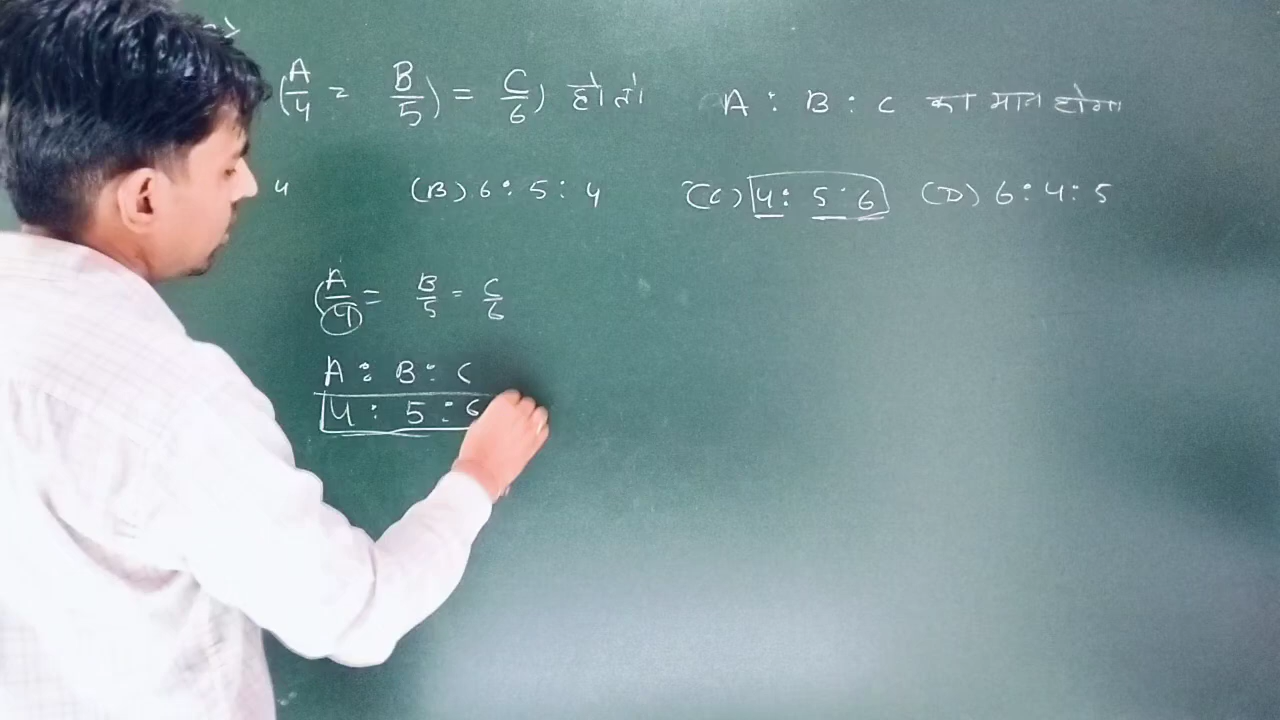 (A/4 = B/5) = C/6) हो तो A : B : C का मान होगा
4 (B) 6 : 5 : 4 (C) 4 : 5 : 6 (D) 6 : 4 : 5
(A/4 = B/5 = C/6
A : B : C
4 : 5 : 6